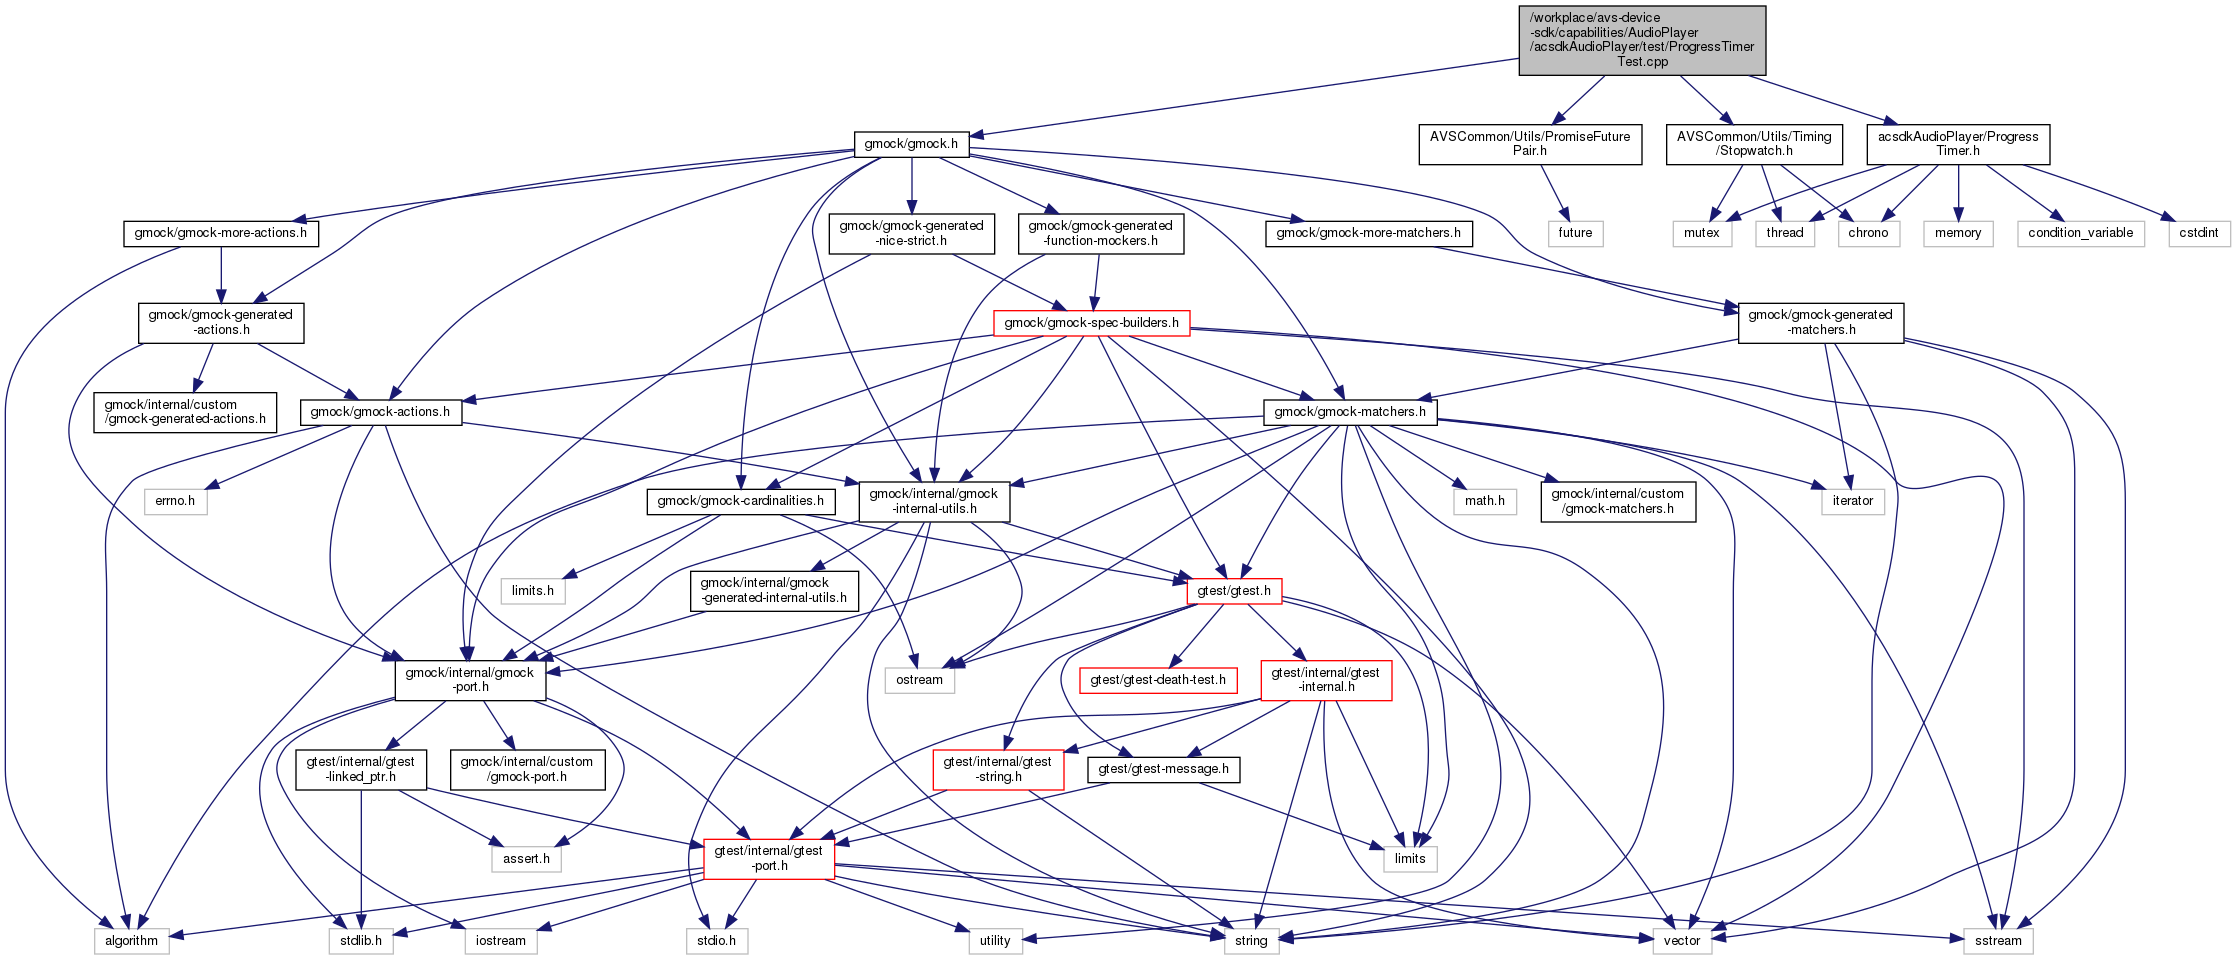 /workplace/avs-device
-sdk/capabilities/AudioPlayer
/acsdkAudioPlayer/test/ProgressTimer
Test.cpp
gmock/gmock.h
AVSCommon/Utils/PromiseFuture
Pair.h
AVSCommon/Utils/Timing
/Stopwatch.h
acsdkAudioPlayer/Progress
Timer.h
gmock/gmock-more-actions.h
gmock/gmock-generated
-nice-strict.h
gmock/gmock-generated
-function-mockers.h
gmock/gmock-more-matchers.h
future
mutex
thread
chrono
memory
condition_variable
cstdint
gmock/gmock-generated
-actions.h
gmock/gmock-spec-builders.h
gmock/gmock-generated
-matchers.h
gmock/internal/custom
/gmock-generated-actions.h
gmock/gmock-actions.h
gmock/gmock-matchers.h
errno.h
gmock/gmock-cardinalities.h
gmock/internal/gmock
-internal-utils.h
math.h
gmock/internal/custom
/gmock-matchers.h
iterator
limits.h
gmock/internal/gmock
-generated-internal-utils.h
gtest/gtest.h
gmock/internal/gmock
-port.h
ostream
gtest/gtest-death-test.h
gtest/internal/gtest
-internal.h
gtest/internal/gtest
-linked_ptr.h
gmock/internal/custom
/gmock-port.h
gtest/internal/gtest
-string.h
gtest/gtest-message.h
assert.h
gtest/internal/gtest
-port.h
limits
algorithm
stdlib.h
iostream
stdio.h
utility
string
vector
sstream